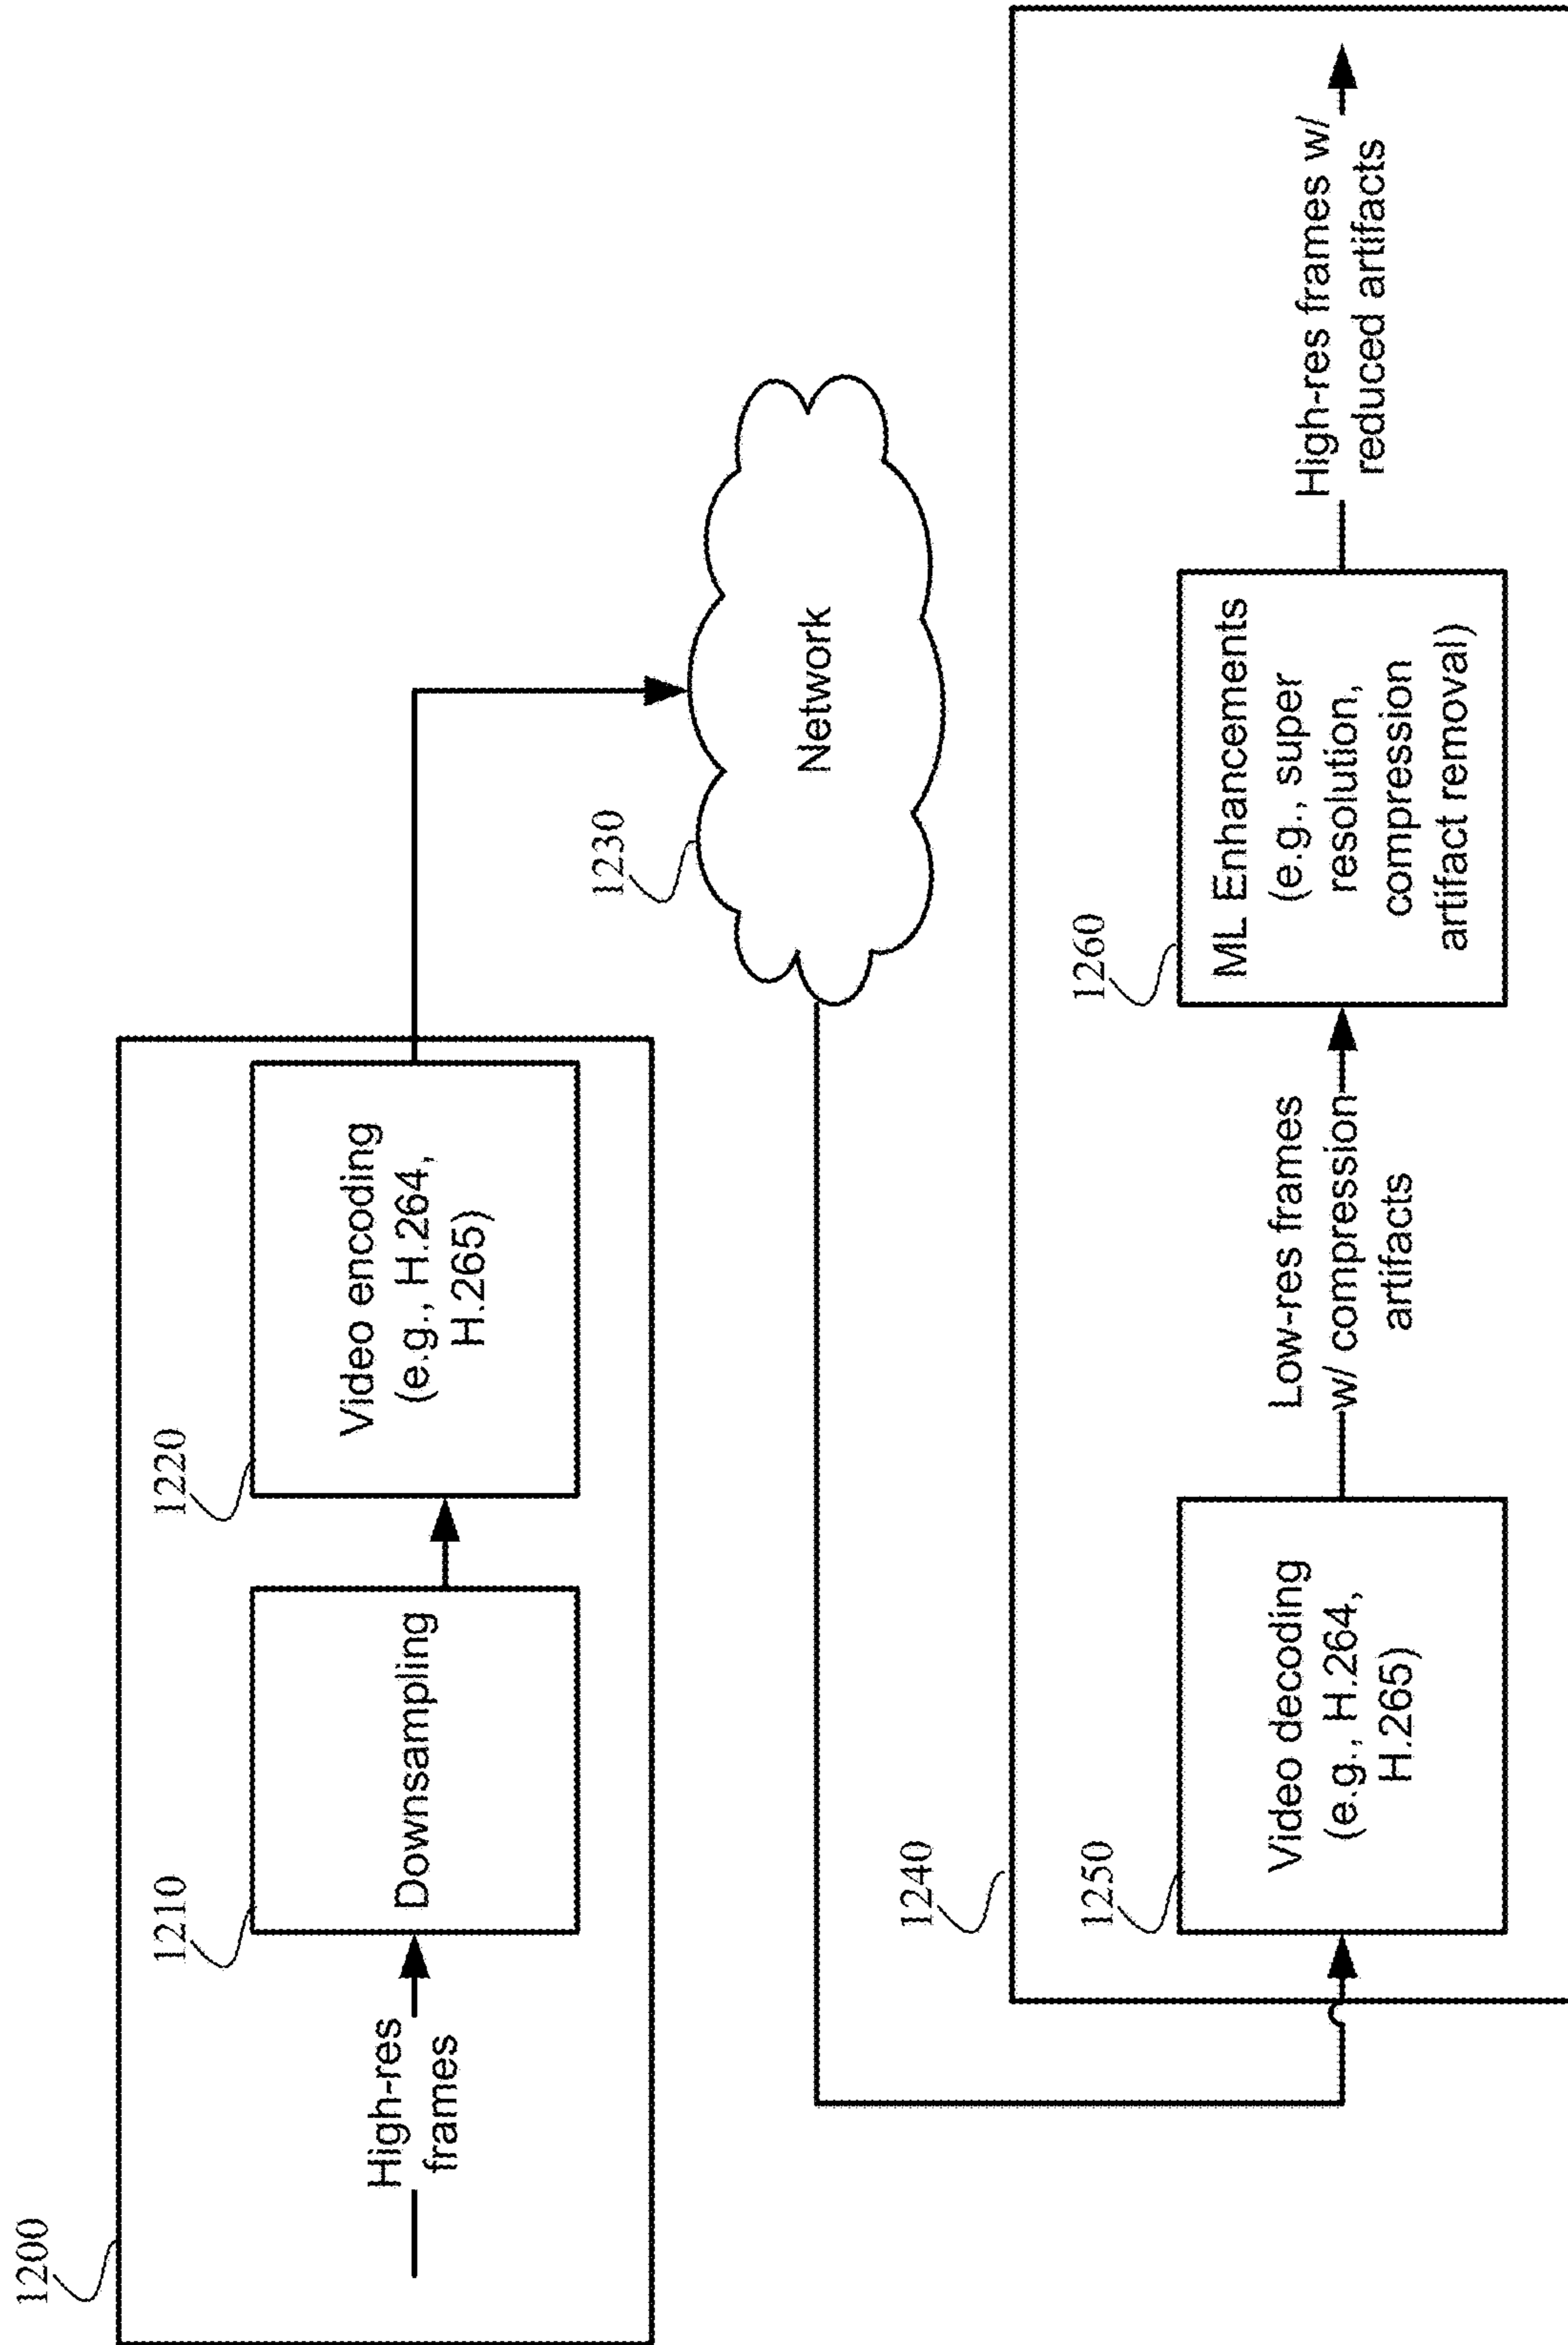 1200
High-res
frames
1210
Downsampling
1220
Video encoding
(e.g., H.264,
H.265)
1230
Network
1240
1250
Video decoding
(e.g., H.264,
H.265)
Low-res frames
w/ compression
artifacts
1260
ML Enhancements
(e.g., super
resolution,
compression
artifact removal)
High-res frames w/
reduced artifacts